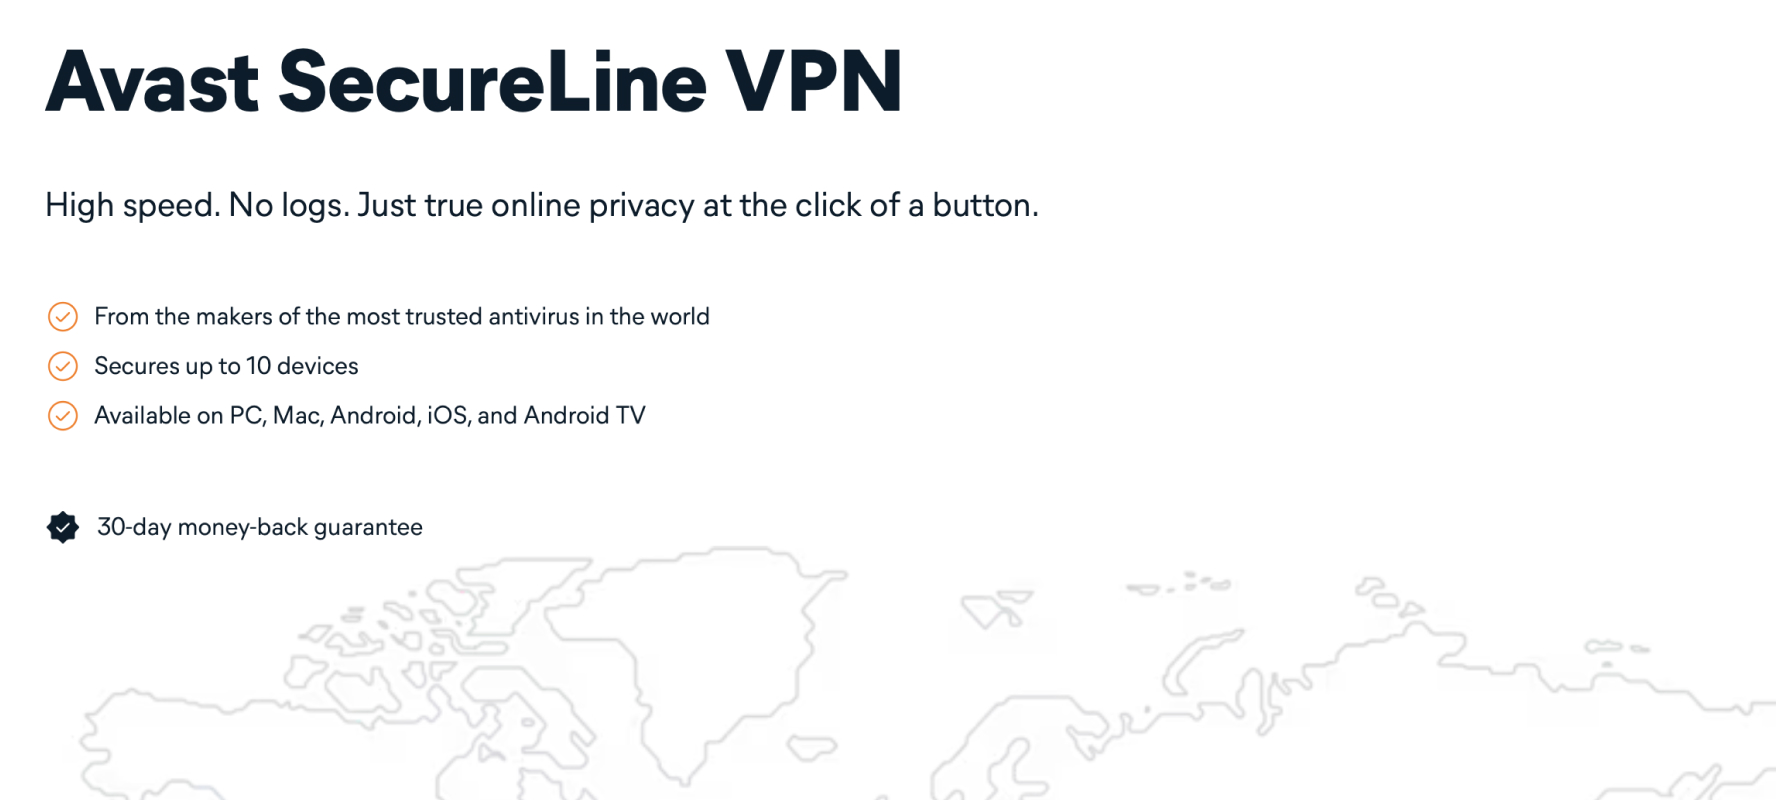 Avast SecureLine VPN
High speed. No logs. Just true online privacy at the click of a button.
From the makers of the most trusted antivirus in the world
Secures up to 10 devices
Available on PC, Mac, Android, iOS, and Android TV
30-day money-back guarantee